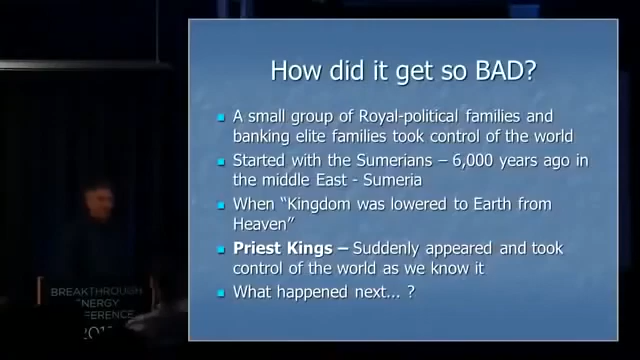 How did it get so BAD?
A small group of Royal-political families and
banking elite families took control of the world
Started with the Sumerians – 6,000 years ago in
the middle East - Sumeria
When “Kingdom was lowered to Earth from
Heaven”
Priest Kings – Suddenly appeared and took
control of the world as we know it
What happened next... ?
BREAKTHROUGH
ENERGY
CONFERENCE